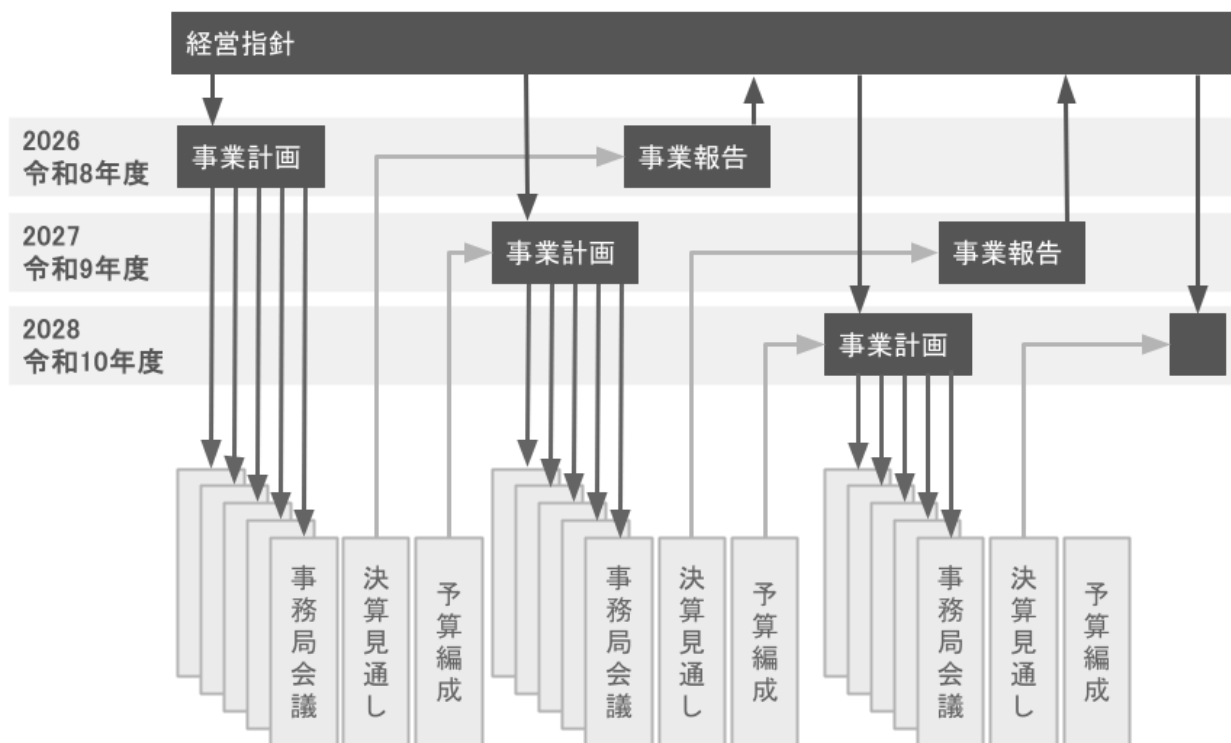 経営指針
2026
令和8年度
事業計画
事業報告
2027
令和9年度
事業計画
事業報告
2028
令和10年度
事業計画
事務局会議
決算見通し
予算編成
事務局会議
決算見通し
予算編成
事務局会議
決算見通し
予算編成